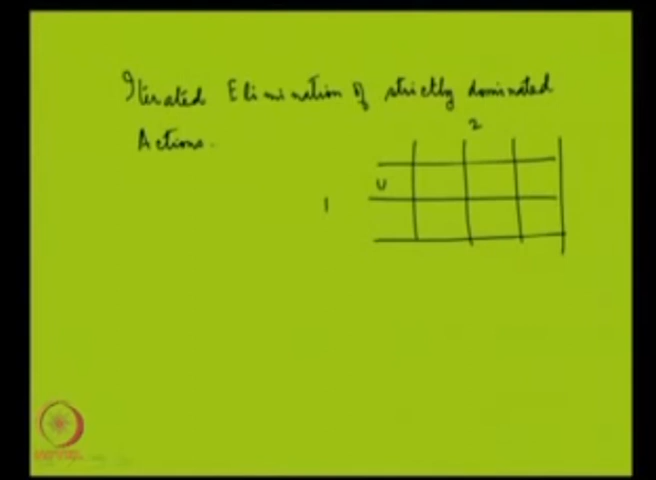 Iterated Elimination of strictly dominated
Actions.
2
U
1